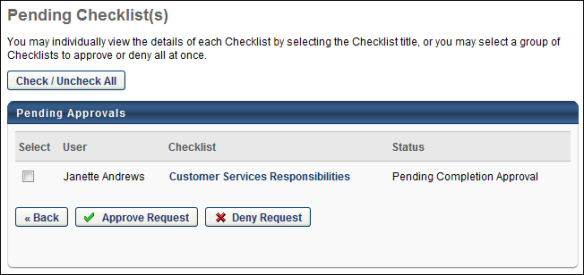 Pending Checklist(s)
You may individually view the details of each Checklist by selecting the Checklist title, or you may select a group of
Checklists to approve or deny all at once.
Check / Uncheck All
Pending Approvals
Select User Checklist Status
Janette Andrews Customer Services Responsibilities Pending Completion Approval
« Back Approve Request Deny Request